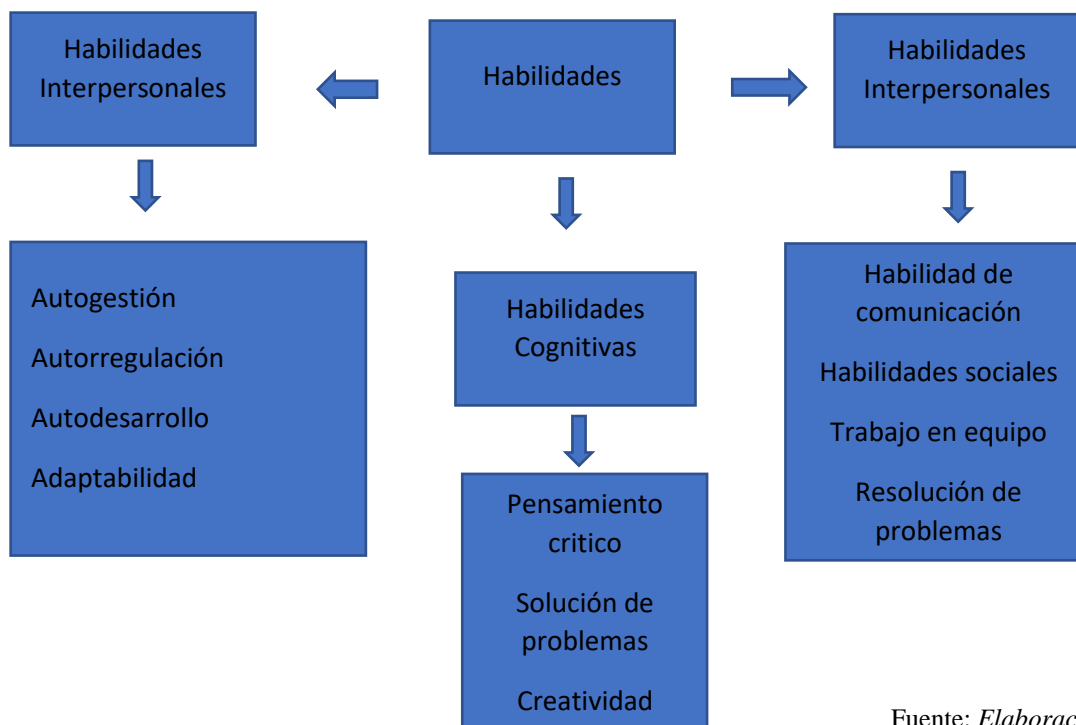 Habilidades
Interpersonales
Habilidades
Habilidades
Interpersonales
Autogestión
Autorregulación
Autodesarrollo
Adaptabilidad
Habilidades
Cognitivas
Pensamiento
critico
Solución de
problemas
Creatividad
Habilidad de
comunicación
Habilidades sociales
Trabajo en equipo
Resolución de
problemas
Fuente: Elaborac